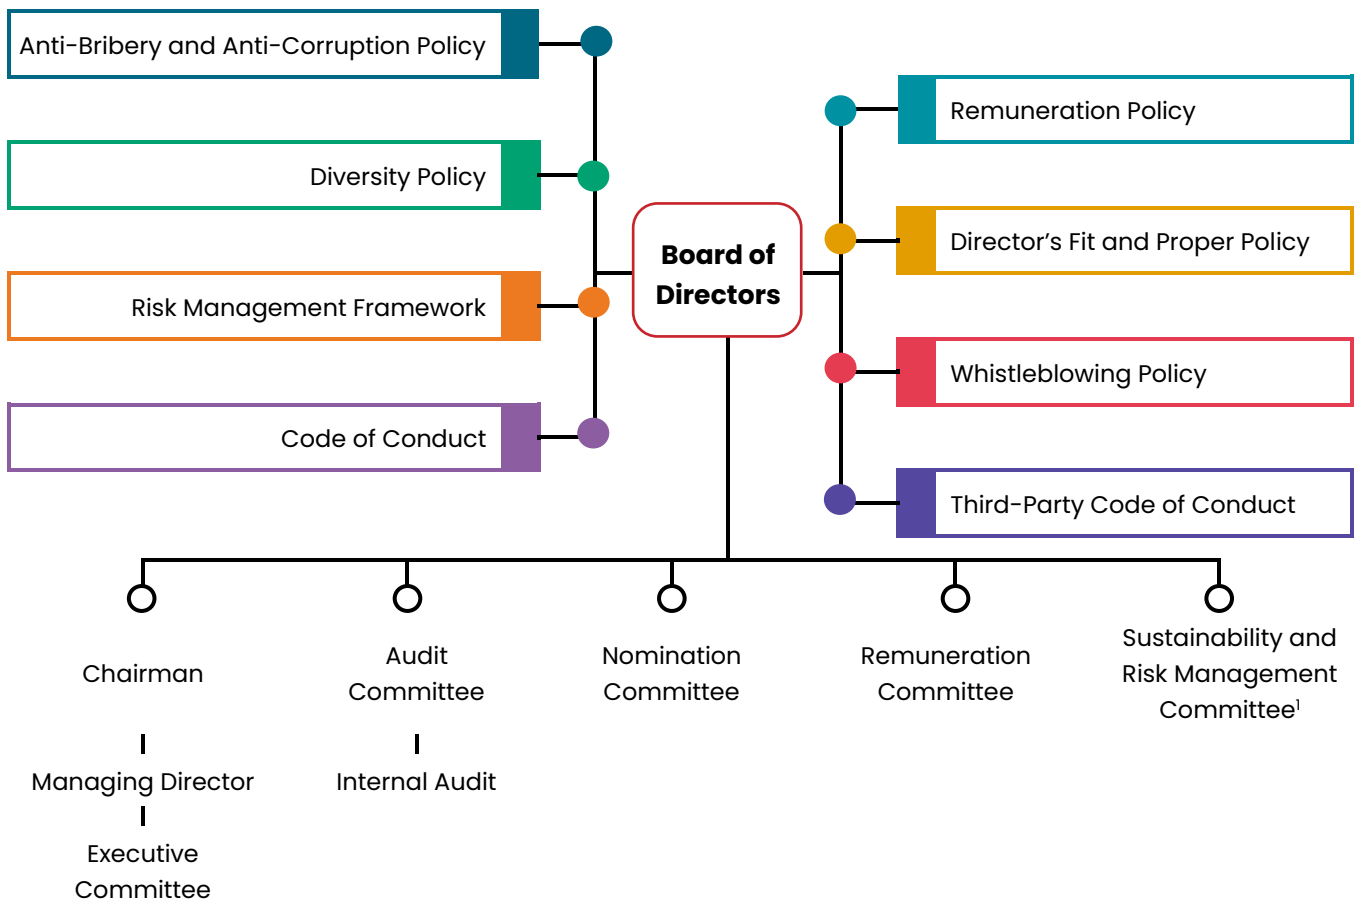 Anti-Bribery and Anti-Corruption Policy
Diversity Policy
Risk Management Framework
Code of Conduct
Board of
Directors
Remuneration Policy
Director’s Fit and Proper Policy
Whistleblowing Policy
Third-Party Code of Conduct
Chairman
Managing Director
Executive
Committee
Audit
Committee
Internal Audit
Nomination
Committee
Remuneration
Committee
Sustainability and
Risk Management
Committee¹